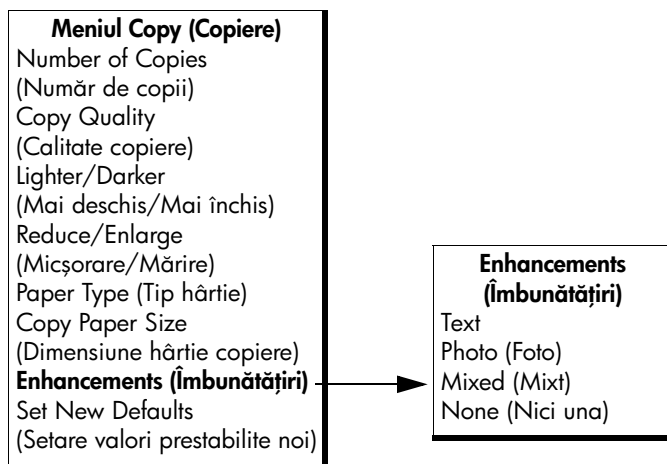 Meniul Copy (Copiere)
Number of Copies
(Număr de copii)
Copy Quality
(Calitate copiere)
Lighter/Darker
(Mai deschis/Mai închis)
Reduce/Enlarge
(Micșorare/Mărire)
Paper Type (Tip hârtie)
Copy Paper Size
(Dimensiune hârtie copiere)
Enhancements (Îmbunătățiri)
Set New Defaults
(Setare valori prestabilite noi)
Enhancements
(Îmbunătățiri)
Text
Photo (Foto)
Mixed (Mixt)
None (Nici una)